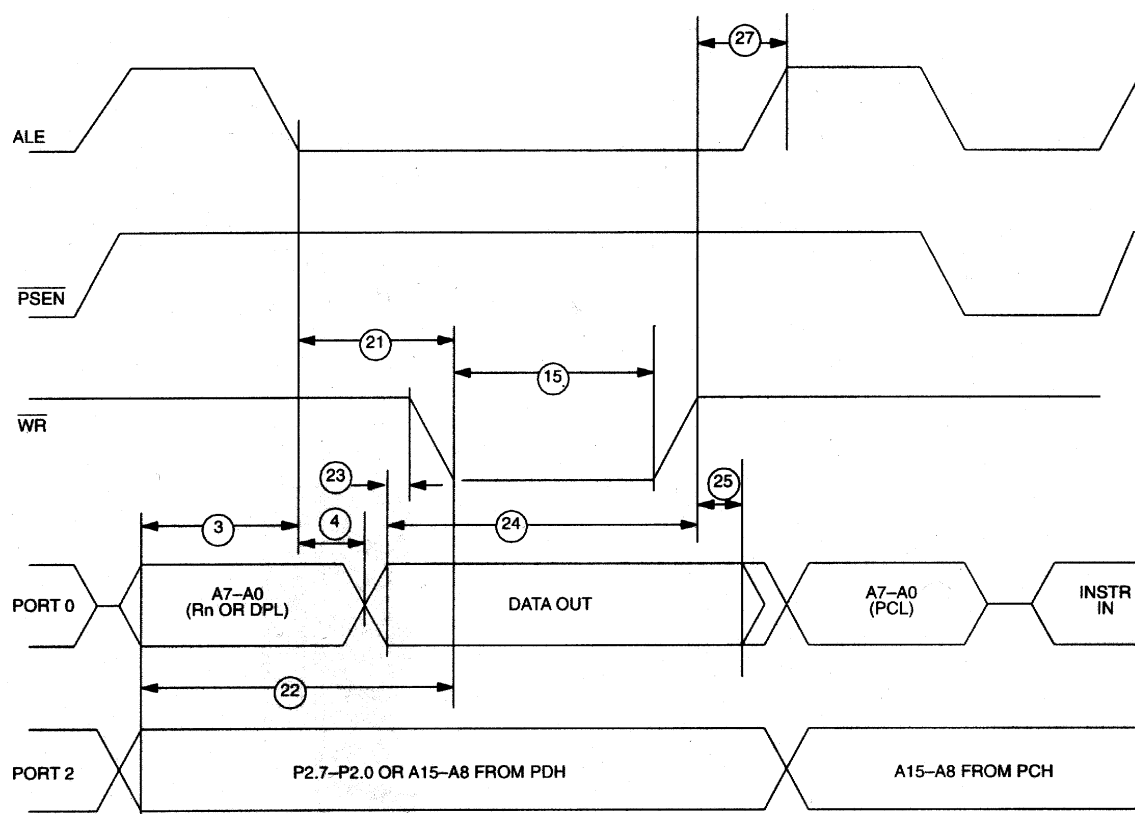 27
ALE
PSEN
21
15
WR
23
25
3
4
24
PORT 0
A7–A0
(Rn OR DPL)
DATA OUT
A7–A0
(PCL)
INSTR
IN
22
PORT 2
P2.7–P2.0 OR A15–A8 FROM PDH
A15–A8 FROM PCH